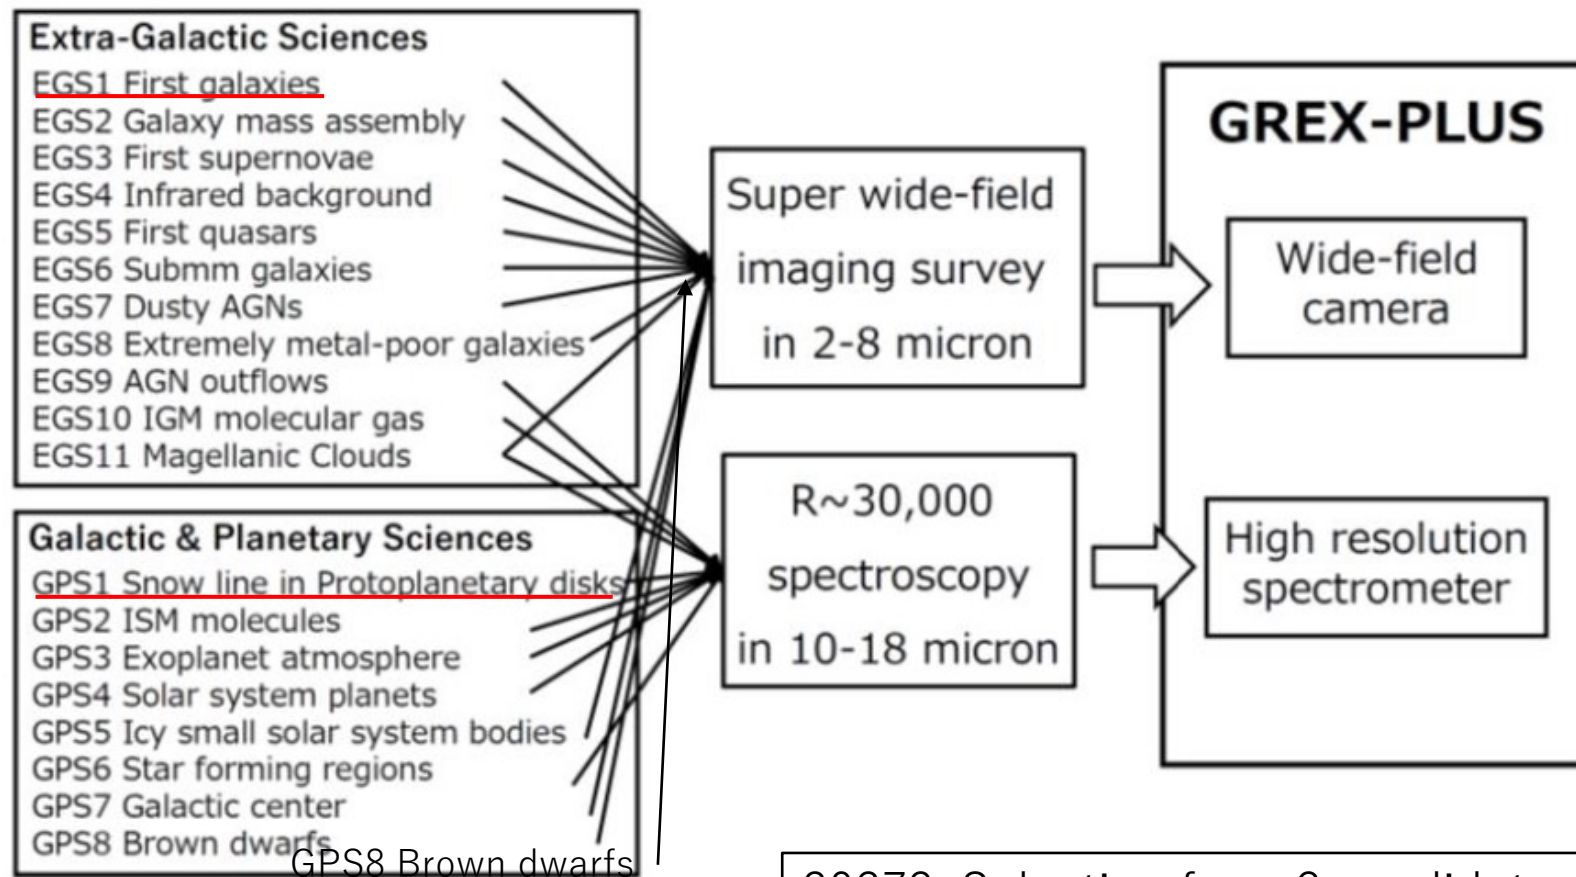 Extra-Galactic Sciences
EGS1 First galaxies
EGS2 Galaxy mass assembly
EGS3 First supernovae
EGS4 Infrared background
EGS5 First quasars
EGS6 Submm galaxies
EGS7 Dusty AGNs
EGS8 Extremely metal-poor galaxies
EGS9 AGN outflows
EGS10 IGM molecular gas
EGS11 Magellanic Clouds
Galactic & Planetary Sciences
GPS1 Snow line in Protoplanetary disks
GPS2 ISM molecules
GPS3 Exoplanet atmosphere
GPS4 Solar system planets
GPS5 Icy small solar system bodies
GPS6 Star forming regions
GPS7 Galactic center
GPS8 Brown dwarfs
GPS8 Brown dwarfs
Super wide-field
imaging survey
in 2-8 micron
R~30,000
spectroscopy
in 10-18 micron
GREX-PLUS
Wide-field
camera
High resolution
spectrometer